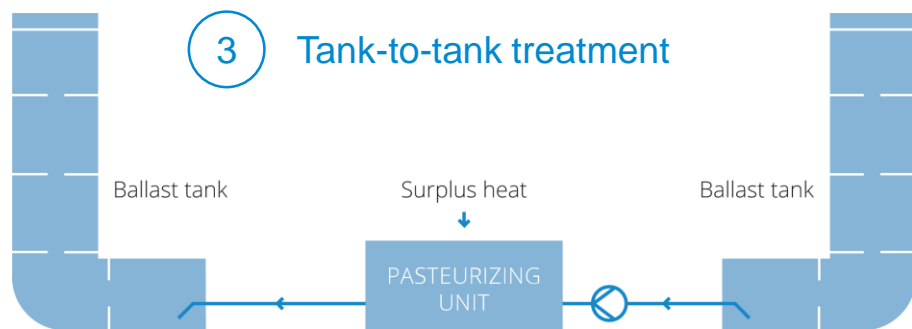 3 Tank-to-tank treatment
Ballast tank Surplus heat Ballast tank
PASTEURIZING
UNIT